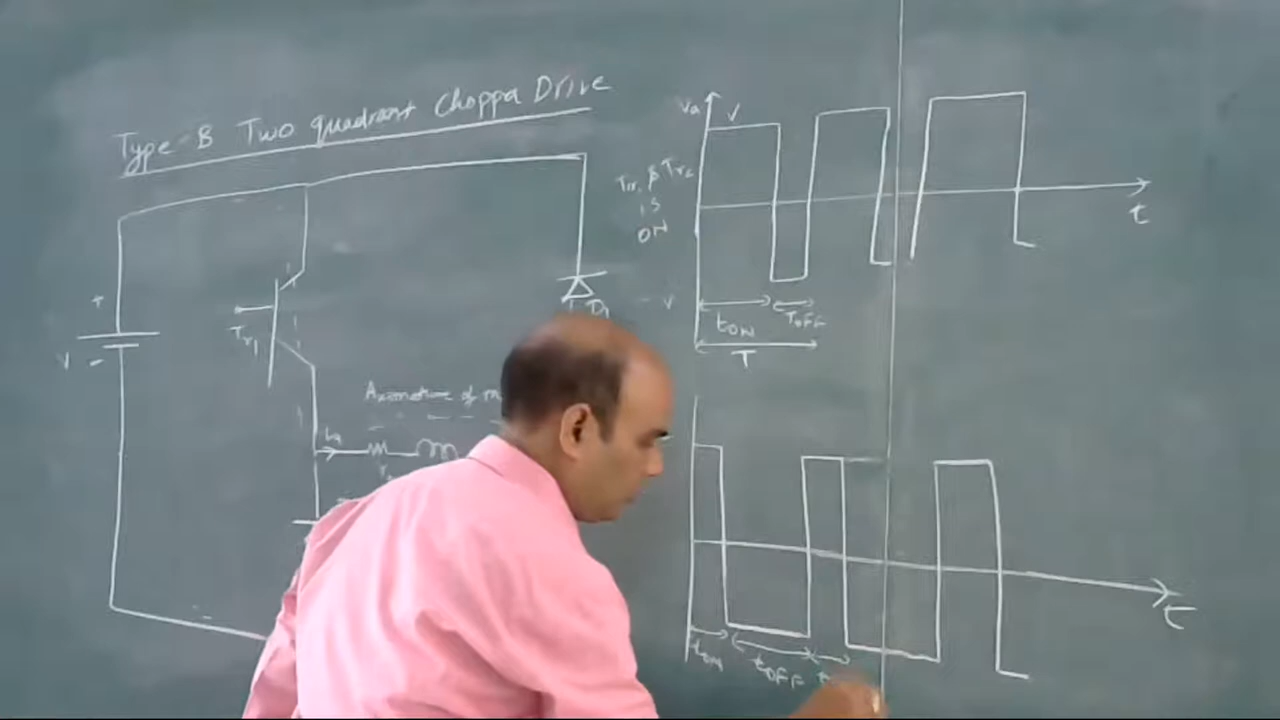 Type-B Two quadrant Choppa Drive
+
V -
Tr1
ia
D1
Va
V
Tr1 & Tr2
is
ON
- V
tON
TOFF
T
t
tON
tOFF
t